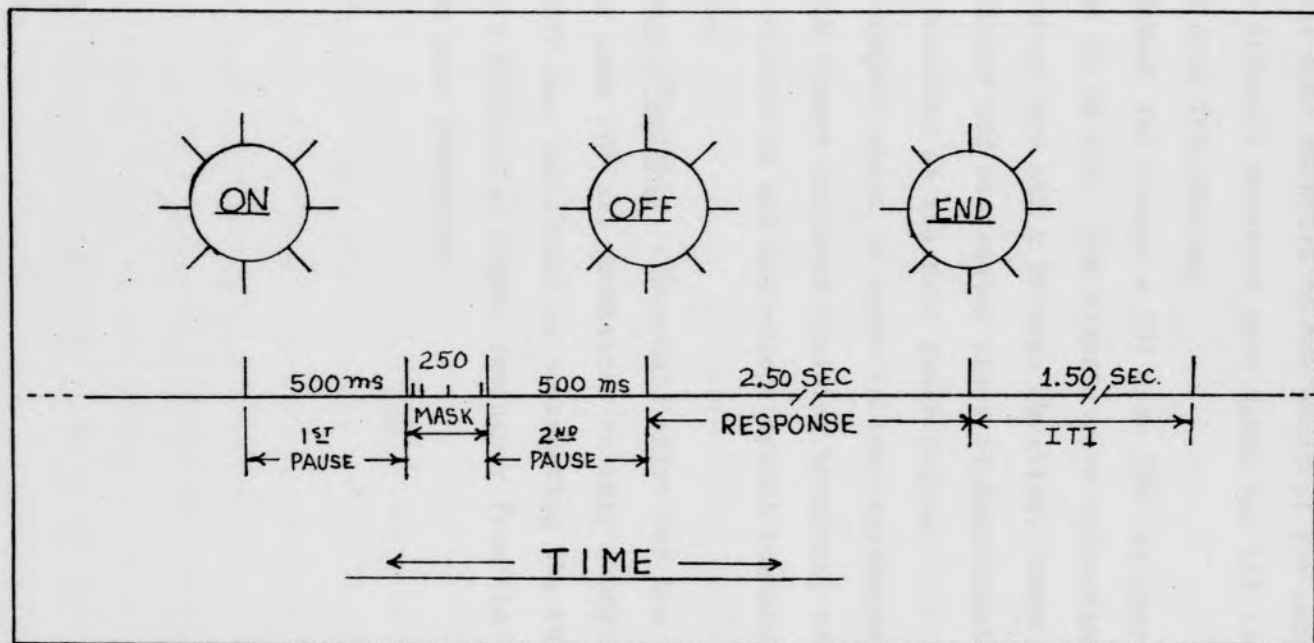 ON OFF END
500 ms 250 500 ms 2.50 SEC 1.50 SEC.
MASK RESPONSE ITI
1ST PAUSE 2ND PAUSE
TIME